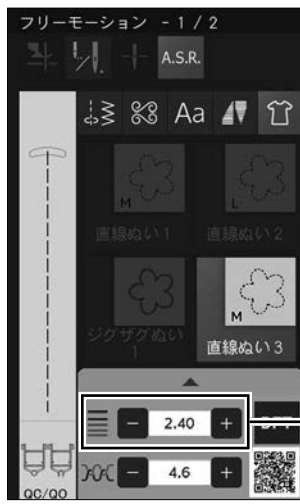 フリーモーション - 1 / 2
A.S.R.
Aa
M
L
直線ぬい1
直線ぬい2
M
ジグザグぬい
1
直線ぬい3
- 2.40 +
- 4.6 +
QC/QO